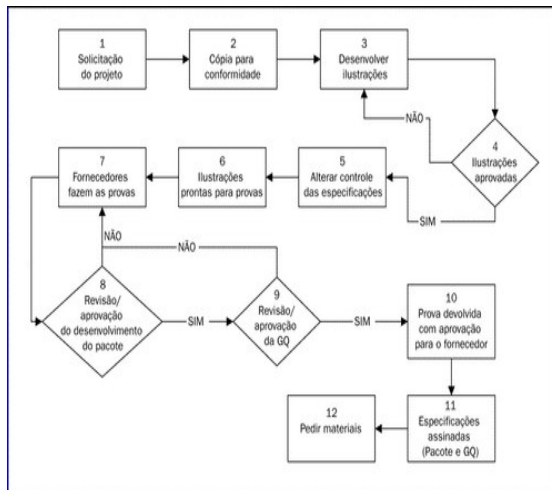 1
Solicitação
do projeto
2
Cópia para
conformidade
3
Desenvolver
ilustrações
NÃO
4
Ilustrações
aprovadas
7
Fornecedores
fazem as provas
6
Ilustrações
prontas para provas
5
Alterar controle
das especificações
SIM
NÃO
NÃO
8
Revisão/
aprovação
do desenvolvimento
do pacote
SIM
9
Revisão/
aprovação
da GQ
SIM
10
Prova devolvida
com aprovação
para o fornecedor
12
Pedir materiais
11
Especificações
assinadas
(Pacote e GQ)